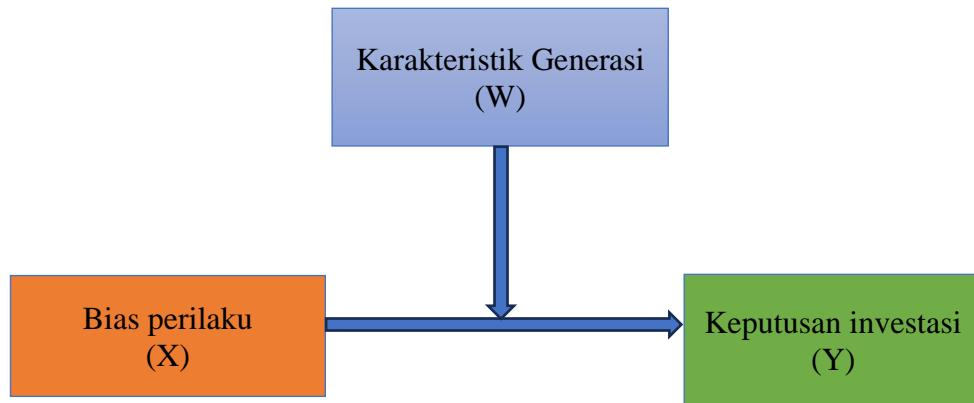 Karakteristik Generasi
(W)
Bias perilaku
(X)
Keputusan investasi
(Y)